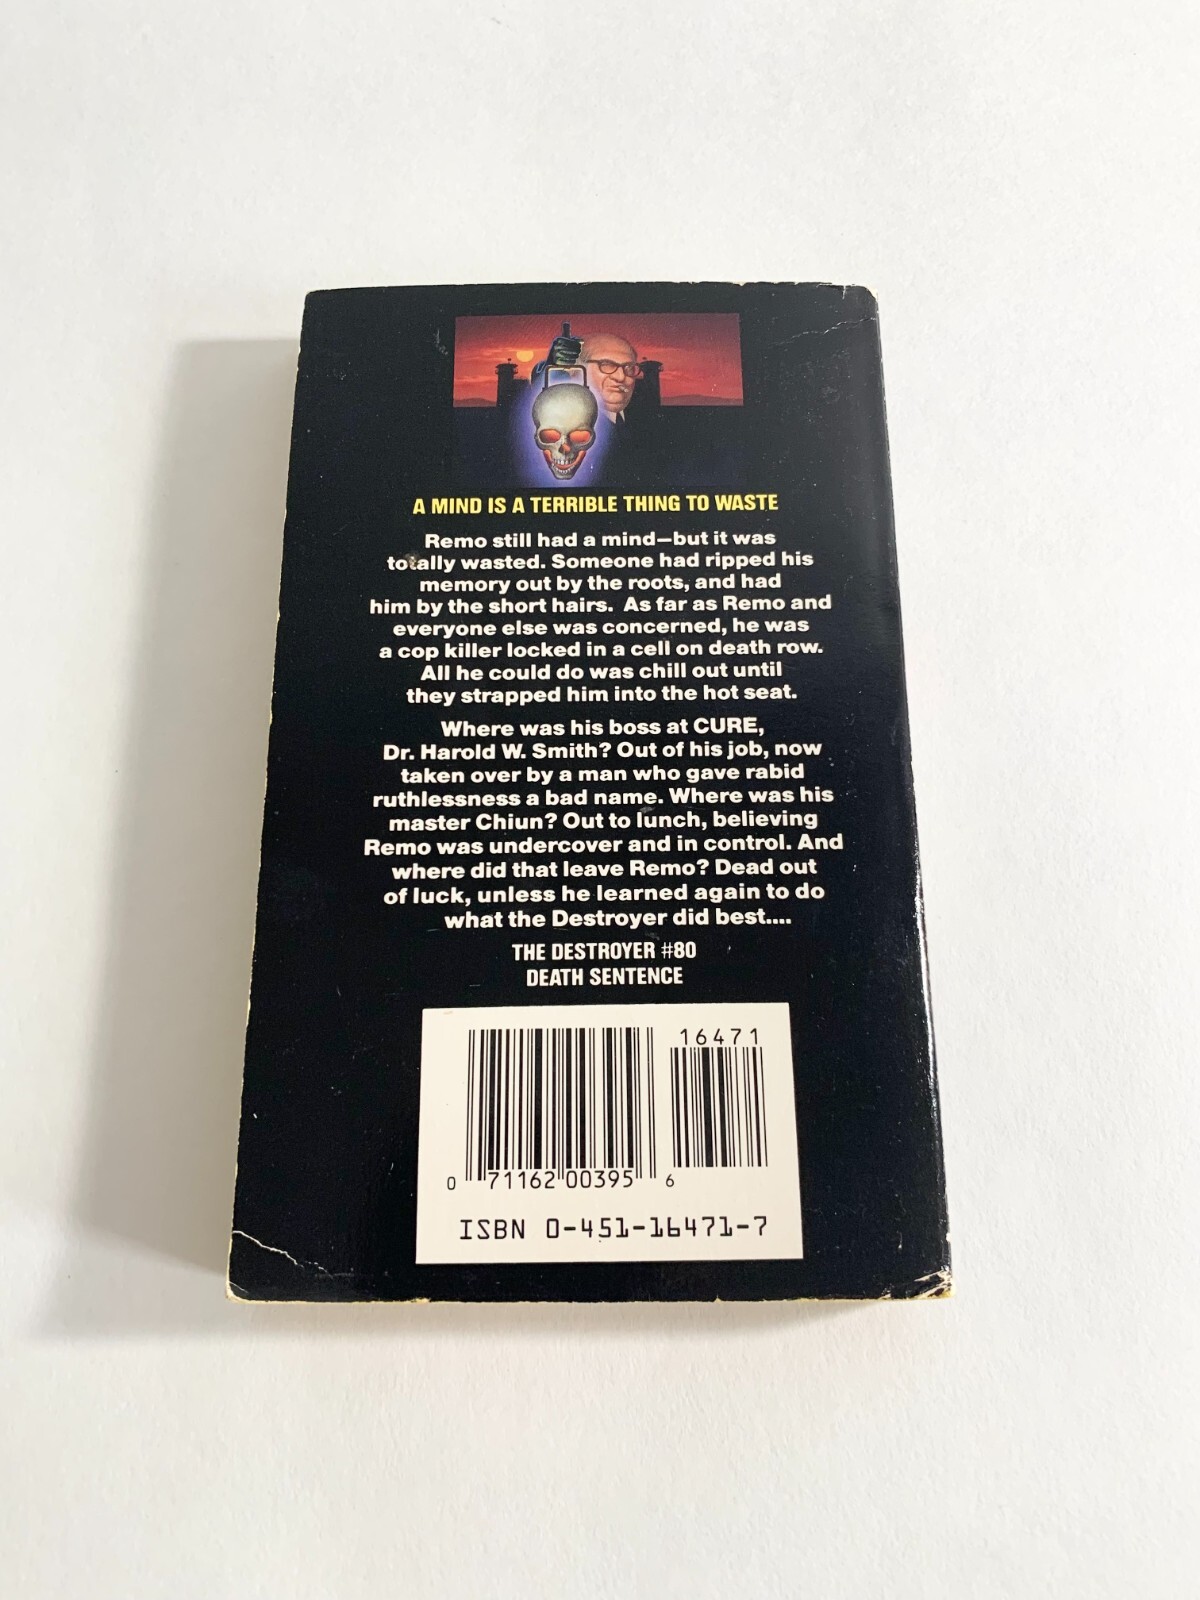 A MIND IS A TERRIBLE THING TO WASTE
Remo still had a mind—but it was
totally wasted. Someone had ripped his
memory out by the roots, and had
him by the short hairs. As far as Remo and
everyone else was concerned, he was
a cop killer locked in a cell on death row.
All he could do was chill out until
they strapped him into the hot seat.
Where was his boss at CURE,
Dr. Harold W. Smith? Out of his job, now
taken over by a man who gave rabid
ruthlessness a bad name. Where was his
master Chiun? Out to lunch, believing
Remo was undercover and in control. And
where did that leave Remo? Dead out
of luck, unless he learned again to do
what the Destroyer did best....
THE DESTROYER #80
DEATH SENTENCE
16471
0 71162 00395 6
ISBN 0-451-16471-7